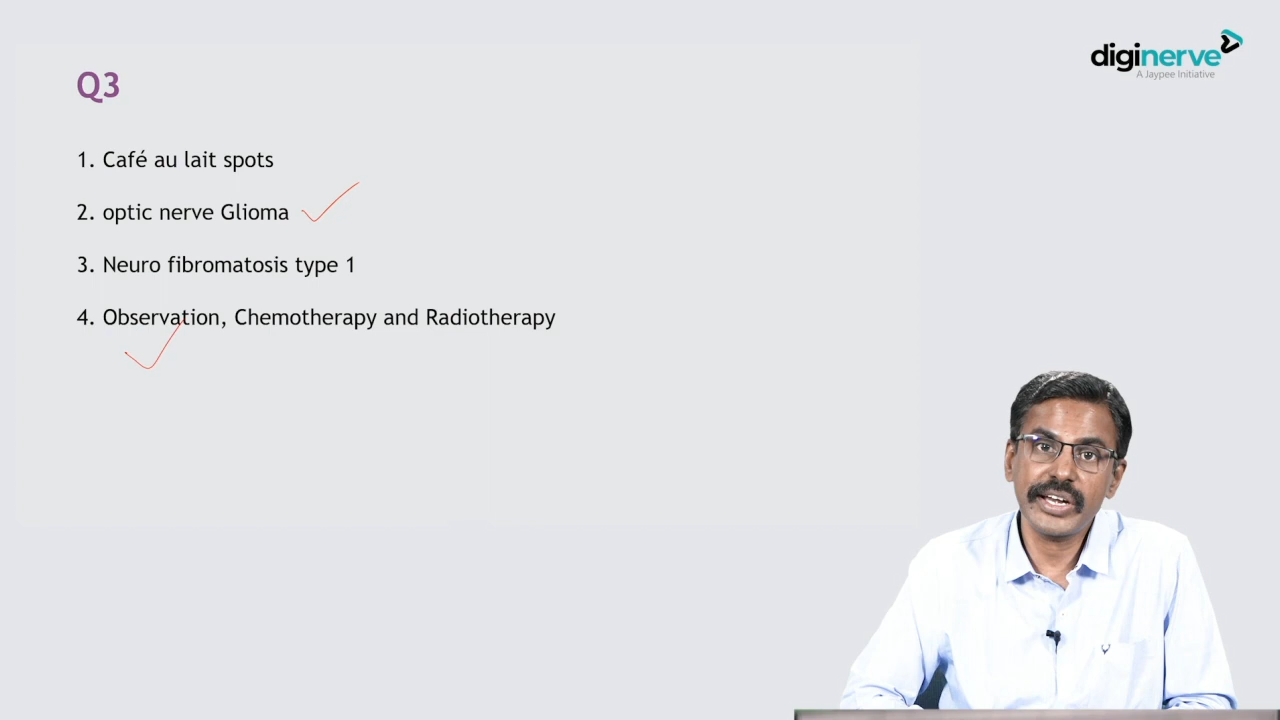 diginerve
A Jaypee Initiative
Q3
1. Café au lait spots
2. optic nerve Glioma
3. Neuro fibromatosis type 1
4. Observation, Chemotherapy and Radiotherapy